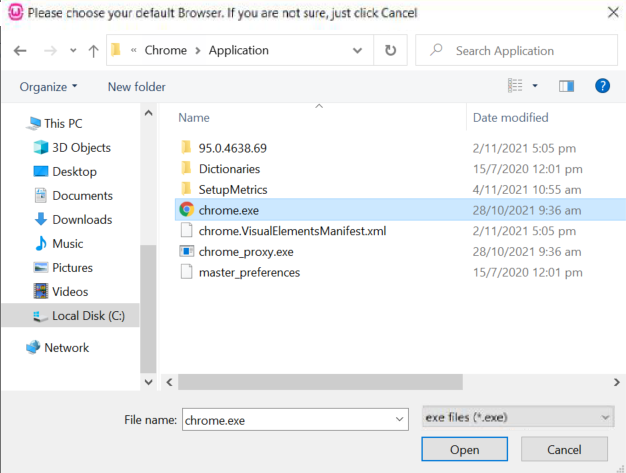 Please choose your default Browser. If you are not sure, just click Cancel
« Chrome > Application
Search Application
Organize New folder
Name Date modified
This PC
3D Objects
Desktop
Documents
Downloads
Music
Pictures
Videos
Local Disk (C:)
Network
95.0.4638.69 2/11/2021 5:05 pm
Dictionaries 15/7/2020 12:01 pm
SetupMetrics 4/11/2021 10:55 am
chrome.exe 28/10/2021 9:36 am
chrome.VisualElementsManifest.xml 2/11/2021 5:05 pm
chrome_proxy.exe 28/10/2021 9:36 am
master_preferences 15/7/2020 12:01 pm
File name: chrome.exe exe files (*.exe)
Open Cancel